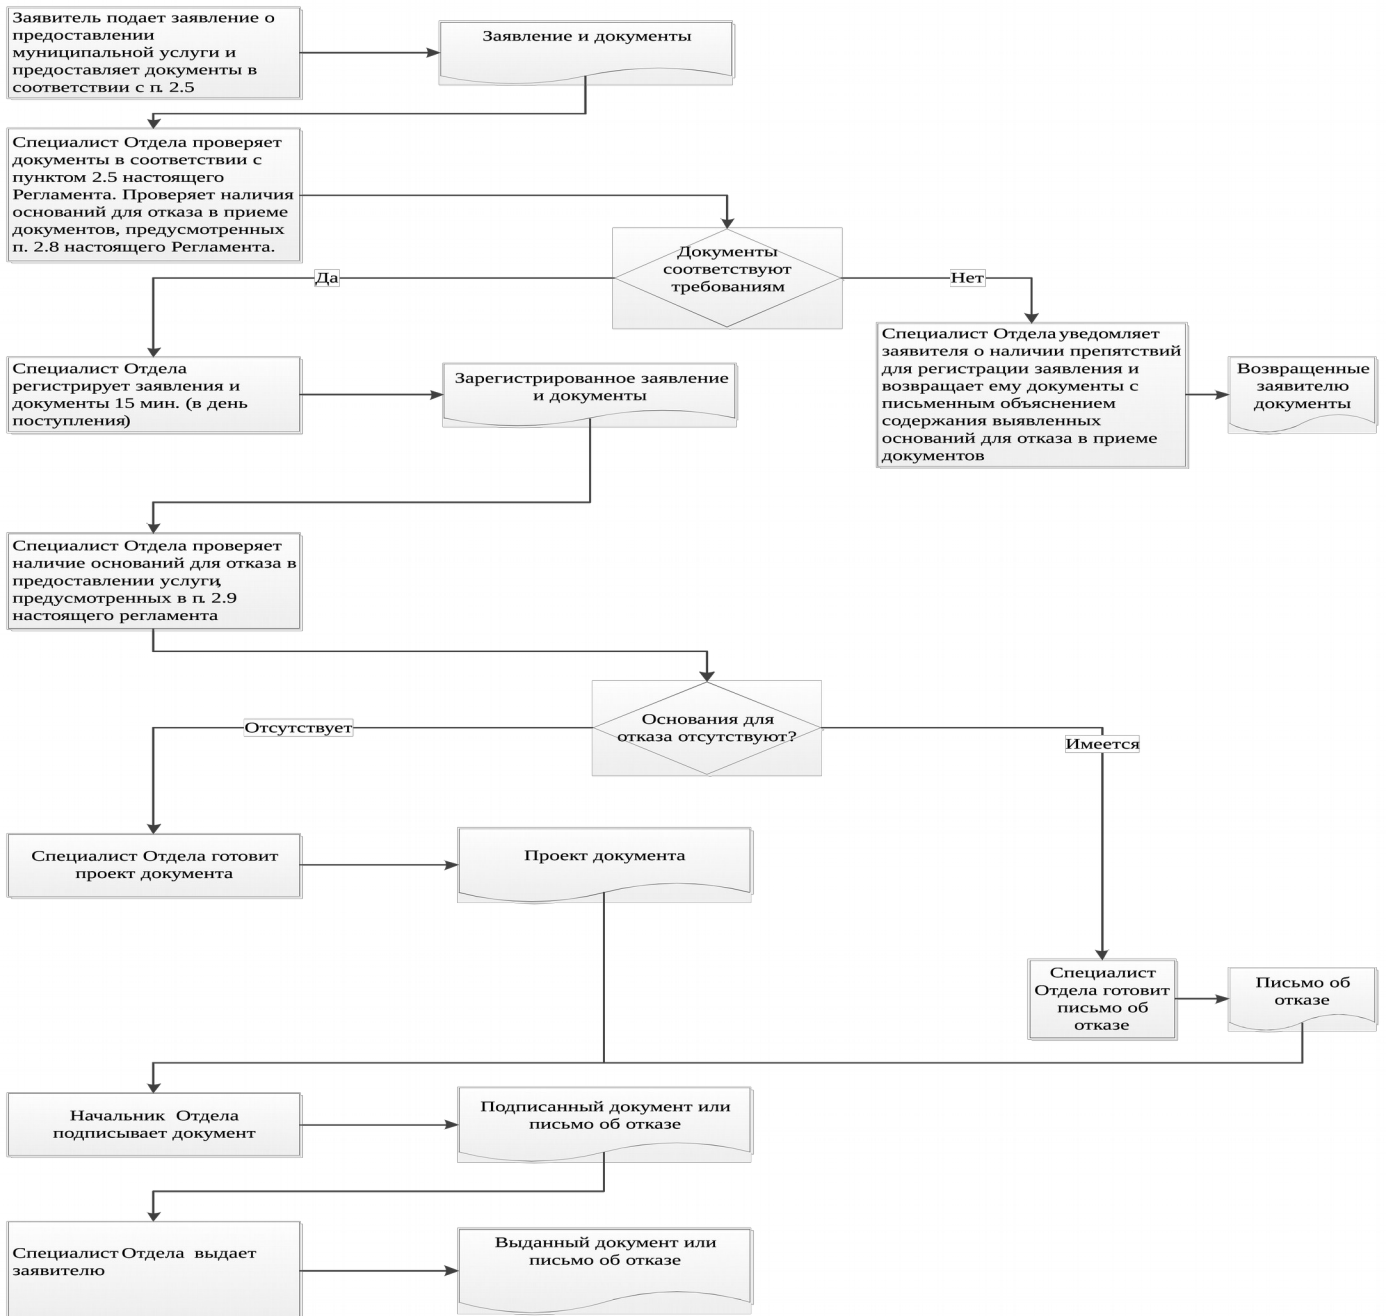 Заявитель подает заявление о
предоставлении
муниципальной услуги и
предоставляет документы в
соответствии с п. 2.5
Заявление и документы
Специалист Отдела проверяет
документы в соответствии с
пунктом 2.5 настоящего
Регламента. Проверяет наличия
оснований для отказа в приеме
документов, предусмотренных
п. 2.8 настоящего Регламента.
Документы
соответствуют
требованиям
Да
Нет
Специалист Отдела уведомляет
заявителя о наличии препятствий
для регистрации заявления и
возвращает ему документы с
письменным объяснением
содержания выявленных
оснований для отказа в приеме
документов
Возвращенные
заявителю
документы
Специалист Отдела
регистрирует заявления и
документы 15 мин. (в день
поступления)
Зарегистрированное заявление
и документы
Специалист Отдела проверяет
наличие оснований для отказа в
предоставлении услуги,
предусмотренных в п. 2.9
настоящего регламента
Основания для
отказа отсутствуют?
Отсутствует
Имеется
Специалист Отдела готовит
проект документа
Проект документа
Специалист
Отдела готовит
письмо об
отказе
Письмо об
отказе
Начальник Отдела
подписывает документ
Подписанный документ или
письмо об отказе
Специалист Отдела выдает
заявителю
Выданный документ или
письмо об отказе